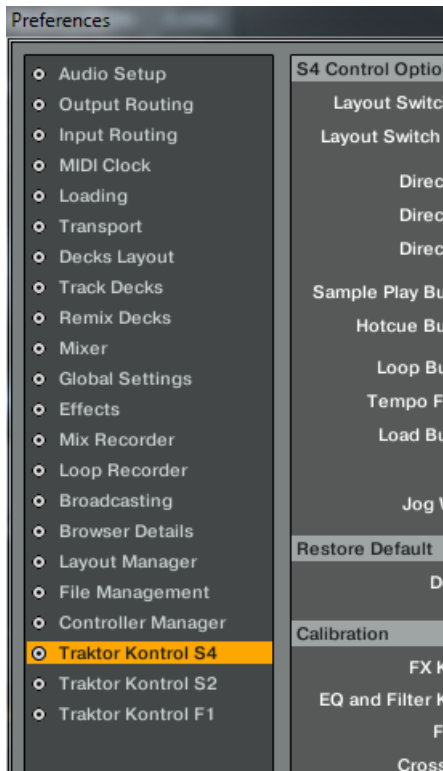 Preferences
Audio Setup
Output Routing
Input Routing
MIDI Clock
Loading
Transport
Decks Layout
Track Decks
Remix Decks
Mixer
Global Settings
Effects
Mix Recorder
Loop Recorder
Broadcasting
Browser Details
Layout Manager
File Management
Controller Manager
Traktor Kontrol S4
Traktor Kontrol S2
Traktor Kontrol F1
S4 Control Optio
Layout Switc
Layout Switch
Direc
Direc
Direc
Sample Play Bu
Hotcue Bu
Loop Bu
Tempo F
Load Bu
Jog W
Restore Default
D
Calibration
FX K
EQ and Filter K
F
Cross